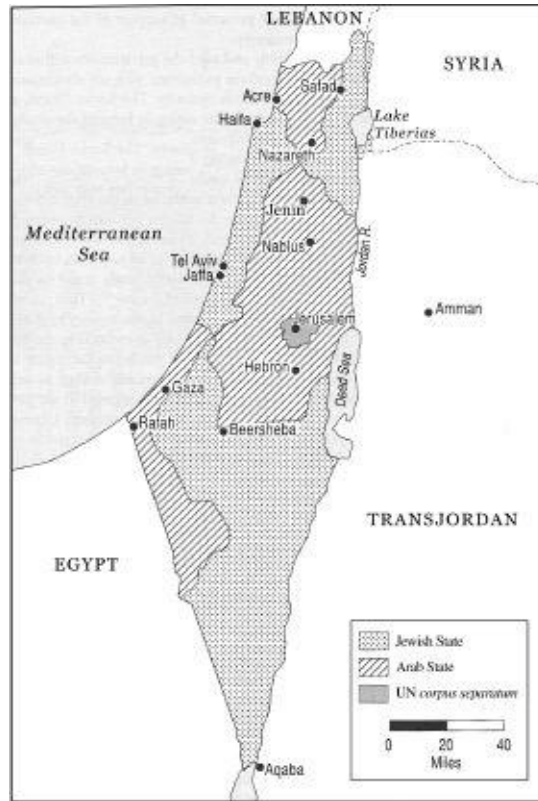 LEBANON
SYRIA
Safad
Acre
Haifa
Lake
Tiberias
Nazareth
Jenin
Mediterranean
Sea
Nablus
Jordan R.
Tel Aviv
Jaffa
Amman
Jerusalem
Hebron
Dead Sea
Gaza
Rafah
Beersheba
TRANSJORDAN
EGYPT
Jewish State
Arab State
UN corpus separatum
0 20 40
Miles
Aqaba